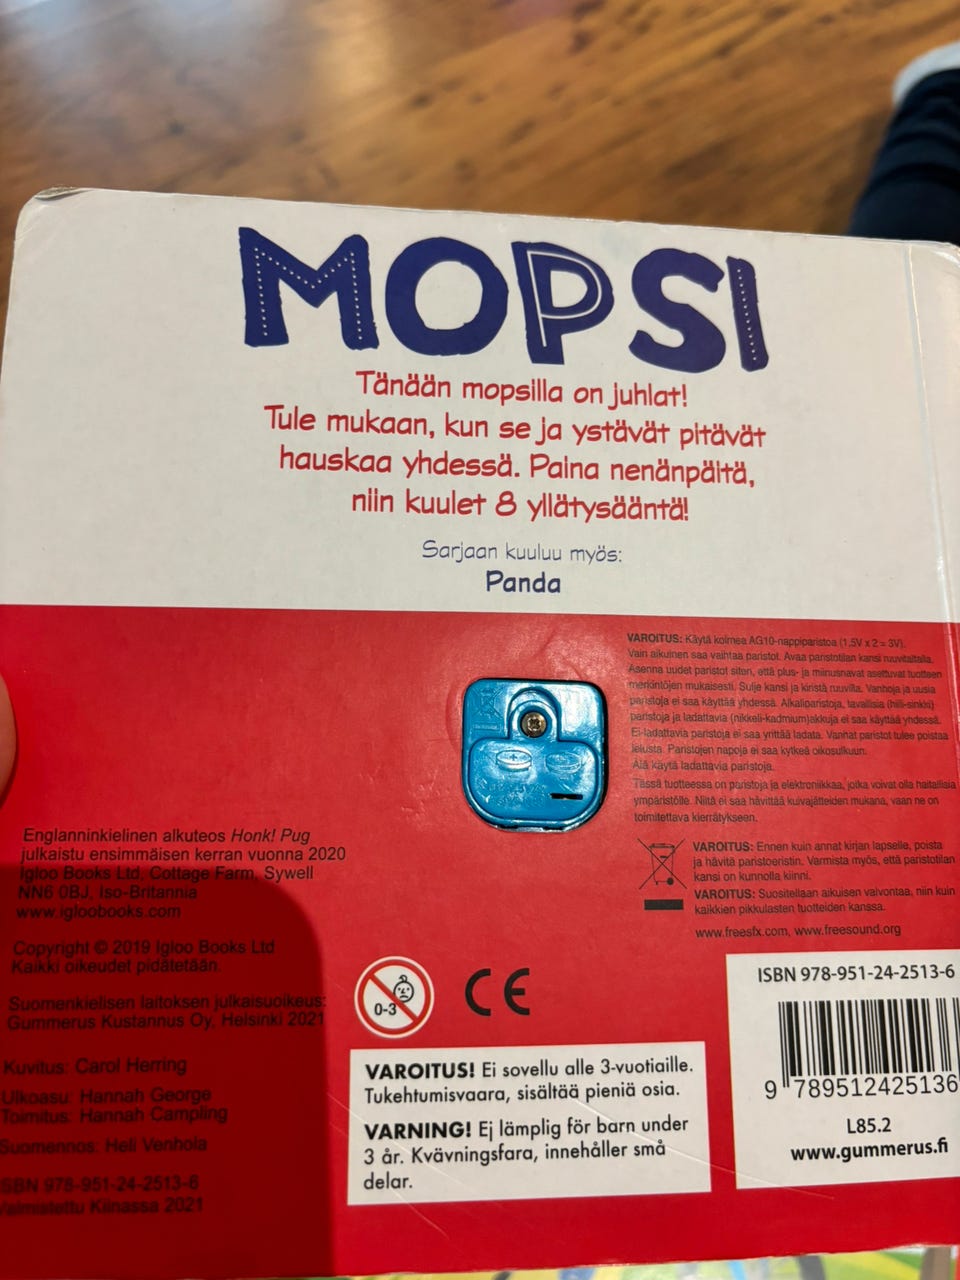 MOPSI
Tänään mopsilla on juhlat!
Tule mukaan, kun se ja ystävät pitävät
hauskaa yhdessä. Paina nenänpäitä,
niin kuulet 8 yllätysääntä!
Sarjaan kuuluu myös:
Panda
VAROITUS: Käytä kolmea AG10-nappiparistoa (1.5V x 2 = 3V).
Vain aikuinen saa vaihtaa paristot. Avaa paristotilan kansi ruuvitaltalla.
Asenna uudet paristot siten, että plus- ja miinusnavat asettuvat tuotteen
merkintöjen mukaisesti. Sulje kansi ja kiristä ruuvilla. Vanhoja ja uusia
paristoja ei saa käyttää yhdessä. Alkaliparistoja, tavallisia (hiili-sinkki)
paristoja ja ladattavia (nikkeli-kadmium)akkuja ei saa käyttää yhdessä.
Ei-ladattavia paristoja ei saa yrittää ladata. Vanhat paristot tulee poistaa
lelusta. Paristojen napoja ei saa kytkeä oikosulkuun.
Älä käytä ladattavia paristoja.
Tässä tuotteessa on paristoja ja elektroniikkaa, jotka voivat olla haitallisia
ympäristölle. Niitä ei saa hävittää kuivajätteiden mukana, vaan ne on
toimitettava kierrätykseen.
VAROITUS: Ennen kuin annat kirjan lapselle, poista
ja hävitä paristoeristin. Varmista myös, että paristotilan
kansi on kunnolla kiinni.
VAROITUS: Suositellaan aikuisen valvontaa, niin kuin
kaikkien pikkulasten tuotteiden kanssa.
www.freesfx.com, www.freesound.org
Englanninkielinen alkuteos Honk! Pug
julkaistu ensimmäisen kerran vuonna 2020
Igloo Books Ltd, Cottage Farm, Sywell
NN6 0BJ, Iso-Britannia
www.igloobooks.com
Copyright © 2019 Igloo Books Ltd
Kaikki oikeudet pidätetään.
Suomenkielisen laitoksen julkaisuoikeus:
Gummerus Kustannus Oy, Helsinki 2021
Kuvitus: Carol Herring
Ulkoasu: Hannah George
Toimitus: Hannah Campling
Suomennos: Heli Venhola
ISBN 978-951-24-2513-6
Valmistettu Kiinassa 2021
0-3
CE
VAROITUS! Ei sovellu alle 3-vuotiaille.
Tukehtumisvaara, sisältää pieniä osia.
VARNING! Ej lämplig för barn under
3 år. Kvävningsfara, innehåller små
delar.
ISBN 978-951-24-2513-6
9 789512 425136
L85.2
www.gummerus.fi